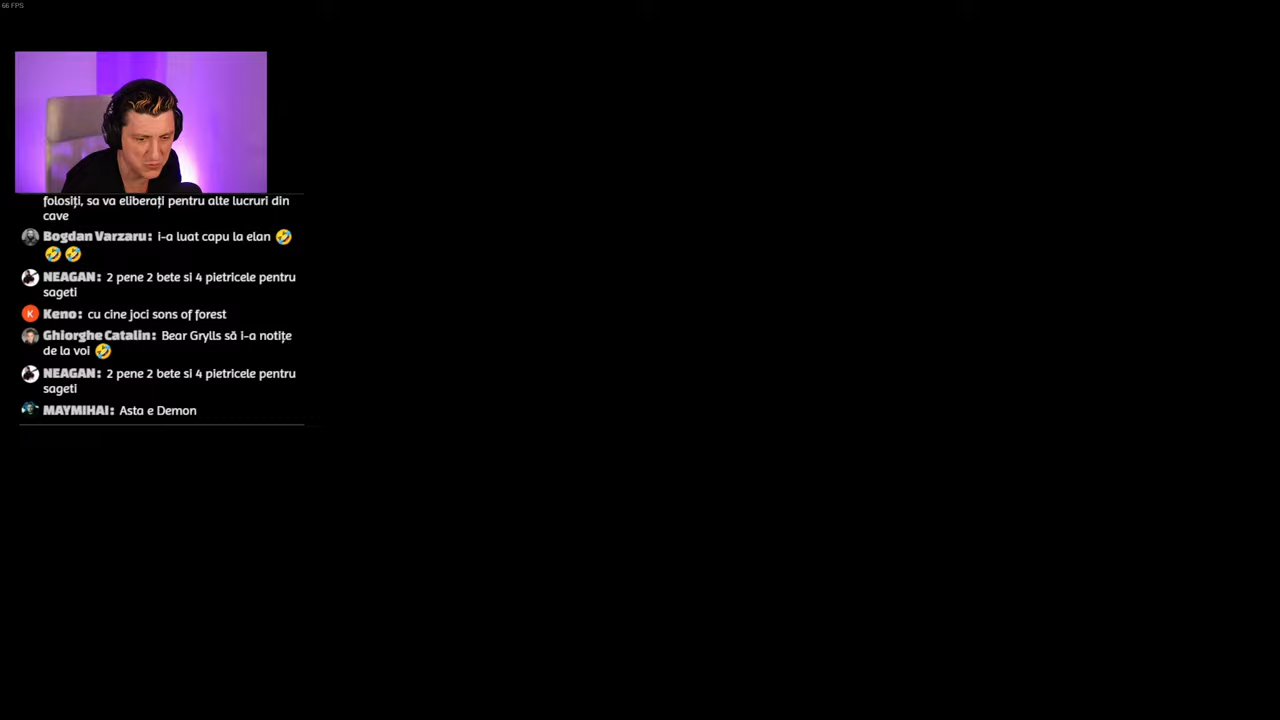 66 FPS
folosiți, sa va eliberați pentru alte lucruri din
cave
Bogdan Varzaru: i-a luat capu la elan 🤣
🤣 🤣
NEAGAN: 2 pene 2 bete si 4 pietricele pentru
sageti
Keno: cu cine joci sons of forest
Ghiorghe Catalin: Bear Grylls să i-a notițe
de la voi 🤣
NEAGAN: 2 pene 2 bete si 4 pietricele pentru
sageti
MAYMIHAI: Asta e Demon